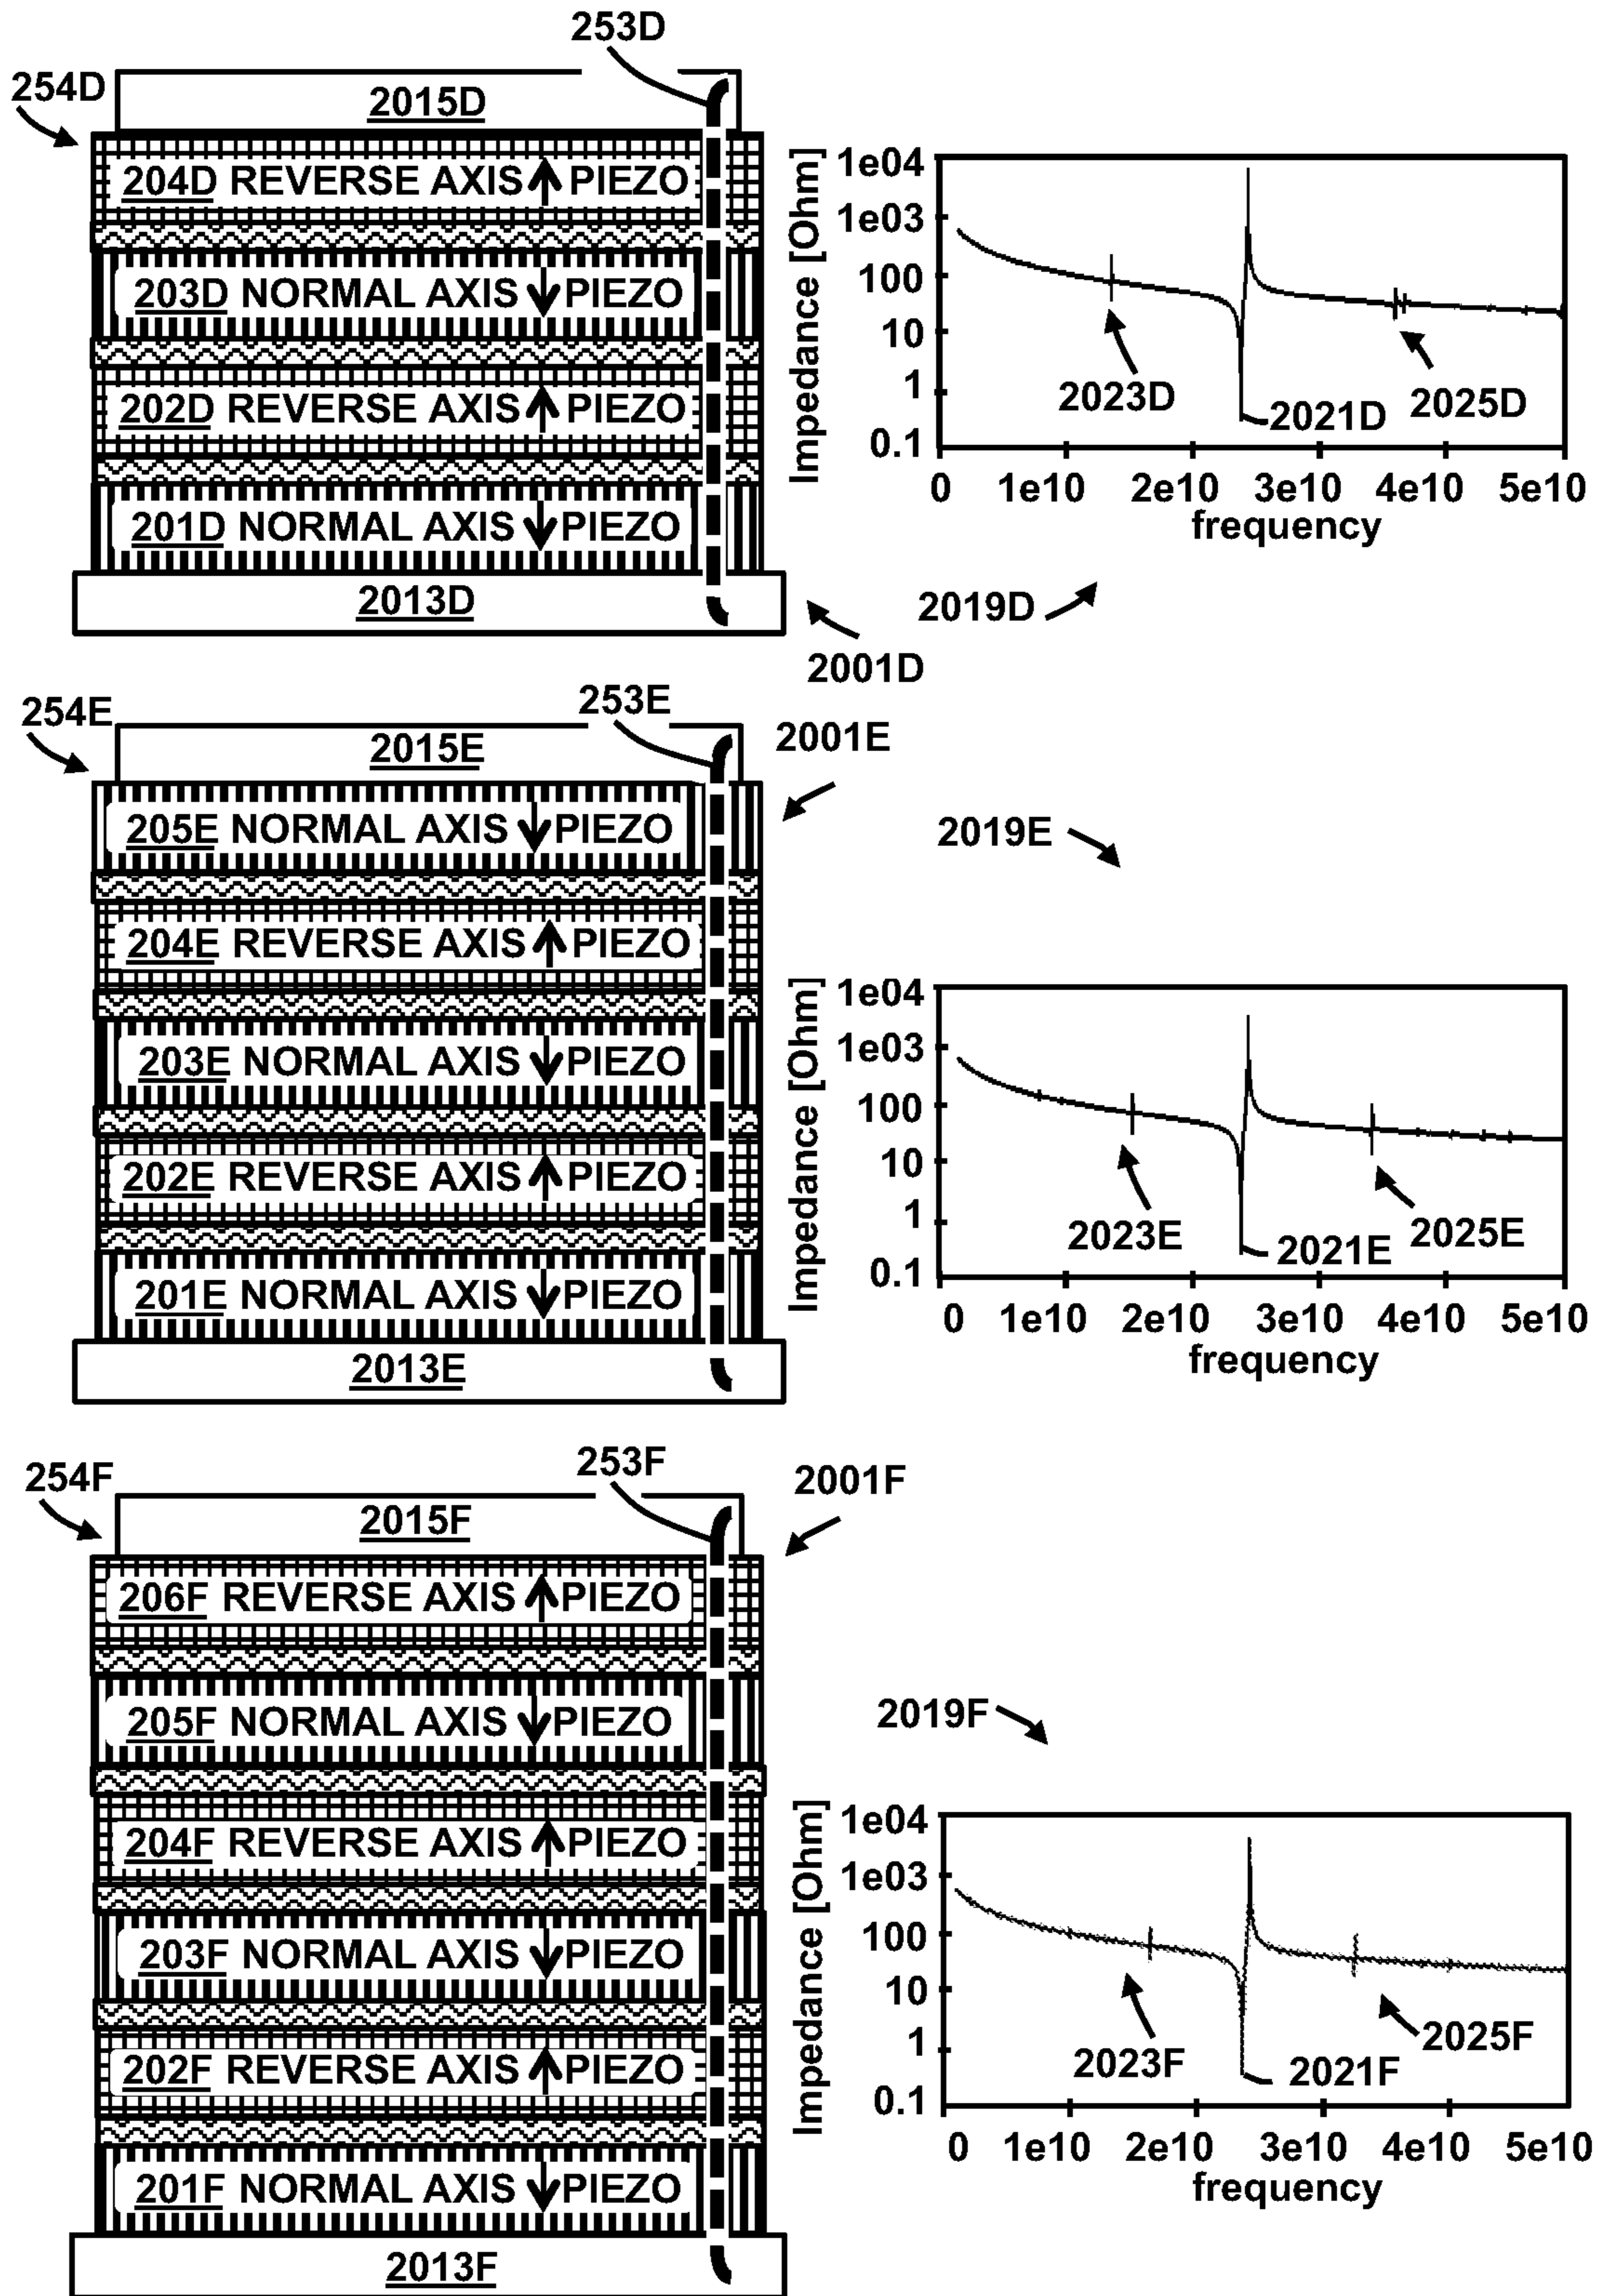 253D
254D
2015D
204D REVERSE AXIS ↑ PIEZO
203D NORMAL AXIS ↓ PIEZO
202D REVERSE AXIS ↑ PIEZO
201D NORMAL AXIS ↓ PIEZO
2013D
2001D
Impedance [Ohm]
1e04
1e03
100
10
1
0.1
2023D
2021D
2025D
0 1e10 2e10 3e10 4e10 5e10
frequency
2019D
253E
254E
2015E
2001E
205E NORMAL AXIS ↓ PIEZO
204E REVERSE AXIS ↑ PIEZO
203E NORMAL AXIS ↓ PIEZO
202E REVERSE AXIS ↑ PIEZO
201E NORMAL AXIS ↓ PIEZO
2013E
2019E
Impedance [Ohm]
1e04
1e03
100
10
1
0.1
2023E
2021E
2025E
0 1e10 2e10 3e10 4e10 5e10
frequency
253F
254F
2015F
2001F
206F REVERSE AXIS ↑ PIEZO
205F NORMAL AXIS ↓ PIEZO
204F REVERSE AXIS ↑ PIEZO
203F NORMAL AXIS ↓ PIEZO
202F REVERSE AXIS ↑ PIEZO
201F NORMAL AXIS ↓ PIEZO
2013F
2019F
Impedance [Ohm]
1e04
1e03
100
10
1
0.1
2023F
2021F
2025F
0 1e10 2e10 3e10 4e10 5e10
frequency